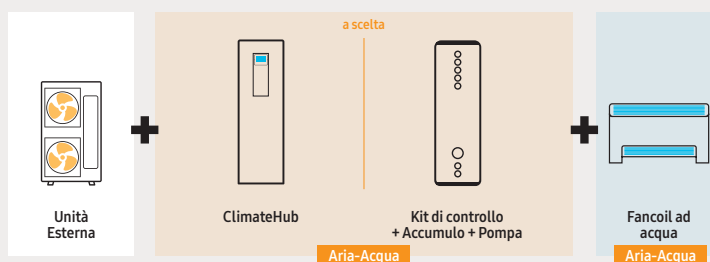 a scelta
Unità
Esterna
ClimateHub
Kit di controllo
+ Accumulo + Pompa
Fancoil ad
acqua
Aria-Acqua
Aria-Acqua